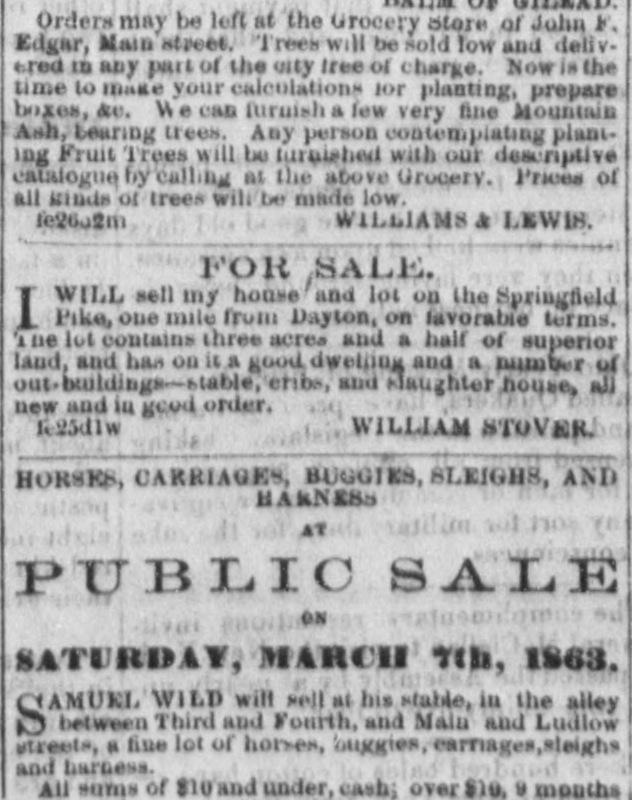 BALM OF GILEAD.
Orders may be left at the Grocery Store of John F.
Edgar, Main street. Trees will be sold low and deliv-
ered in any part of the city free of charge. Now is the
time to make your calculations for planting, prepare
boxes, &c. We can furnish a few very fine Mountain
Ash, bearing trees. Any person contemplating plant-
ing Fruit Trees will be furnished with our descriptive
catalogue by calling at the above Grocery. Prices of
all kinds of trees will be made low.
fe26o2m WILLIAMS & LEWIS.
FOR SALE.
I WILL sell my house and lot on the Springfield
Pike, one mile from Dayton, on favorable terms.
The lot contains three acres and a half of superior
land, and has on it a good dwelling and a number of
out-buildings—stable, cribs, and slaughter house, all
new and in good order.
fe25d1w WILLIAM STOVER.
HORSES, CARRIAGES, BUGGIES, SLEIGHS, AND
HARNESS
AT
PUBLIC SALE
ON
SATURDAY, MARCH 7th, 1863.
SAMUEL WILD will sell at his stable, in the alley
between Third and Fourth, and Main and Ludlow
streets, a fine lot of horses, buggies, carriages, sleighs
and harness.
All sums of $10 and under, cash; over $10, 9 months